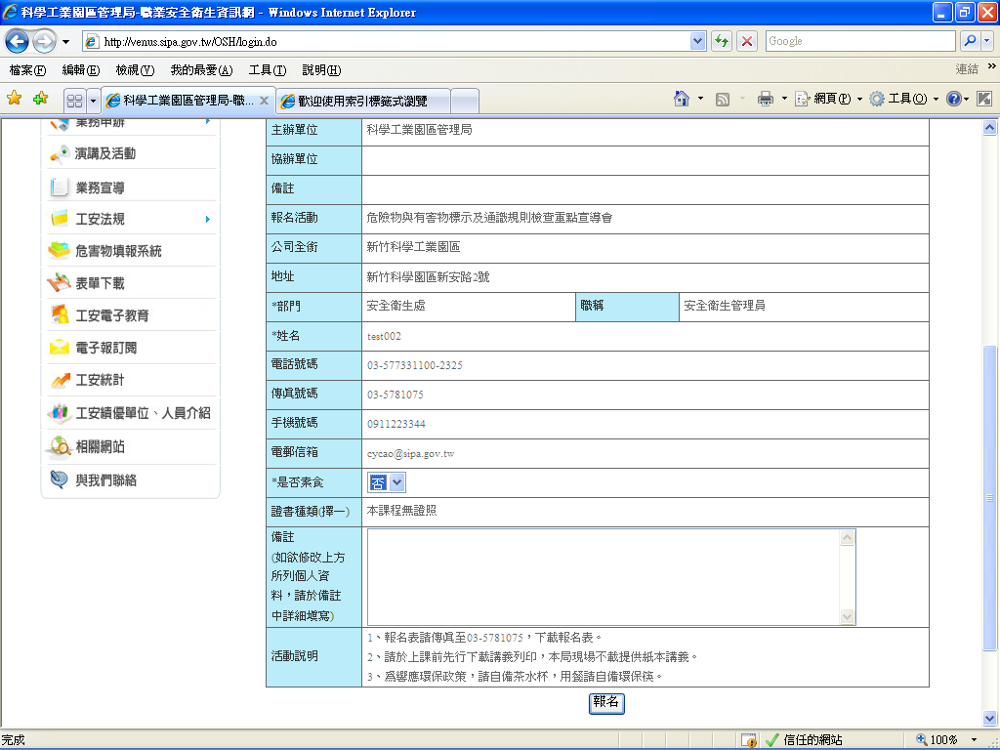 科學工業園區管理局-職業安全衛生資訊網 - Windows Internet Explorer
http://venus.sipa.gov.tw/OSH/login.do
Google
檔案(F) 編輯(E) 檢視(V) 我的最愛(A) 工具(T) 說明(H) 連結 »
科學工業園區管理局-職... 歡迎使用索引標籤式瀏覽 網頁(P) 工具(O)
業務申辦
演講及活動
業務宣導
工安法規
危害物填報系統
表單下載
工安電子教育
電子報訂閱
工安統計
工安績優單位、人員介紹
相關網站
與我們聯絡
主辦單位 科學工業園區管理局
協辦單位
備註
報名活動 危險物與有害物標示及通識規則檢查重點宣導會
公司全銜 新竹科學工業園區
地址 新竹科學園區新安路2號
*部門 安全衛生處 職稱 安全衛生管理員
*姓名 test002
電話號碼 03-577331100-2325
傳真號碼 03-5781075
手機號碼 0911223344
電郵信箱 cycao@sipa.gov.tw
*是否素食 否
證書種類(擇一) 本課程無證照
備註
(如欲修改上方
所列個人資
料，請於備註
中詳細填寫)
活動說明
1、報名表請傳真至03-5781075，下載報名表。
2、請於上課前先行下載講義列印，本局現場不載提供紙本講義。
3、為響應環保政策，請自備茶水杯，用餐請自備環保筷。
報名
完成 信任的網站 100%